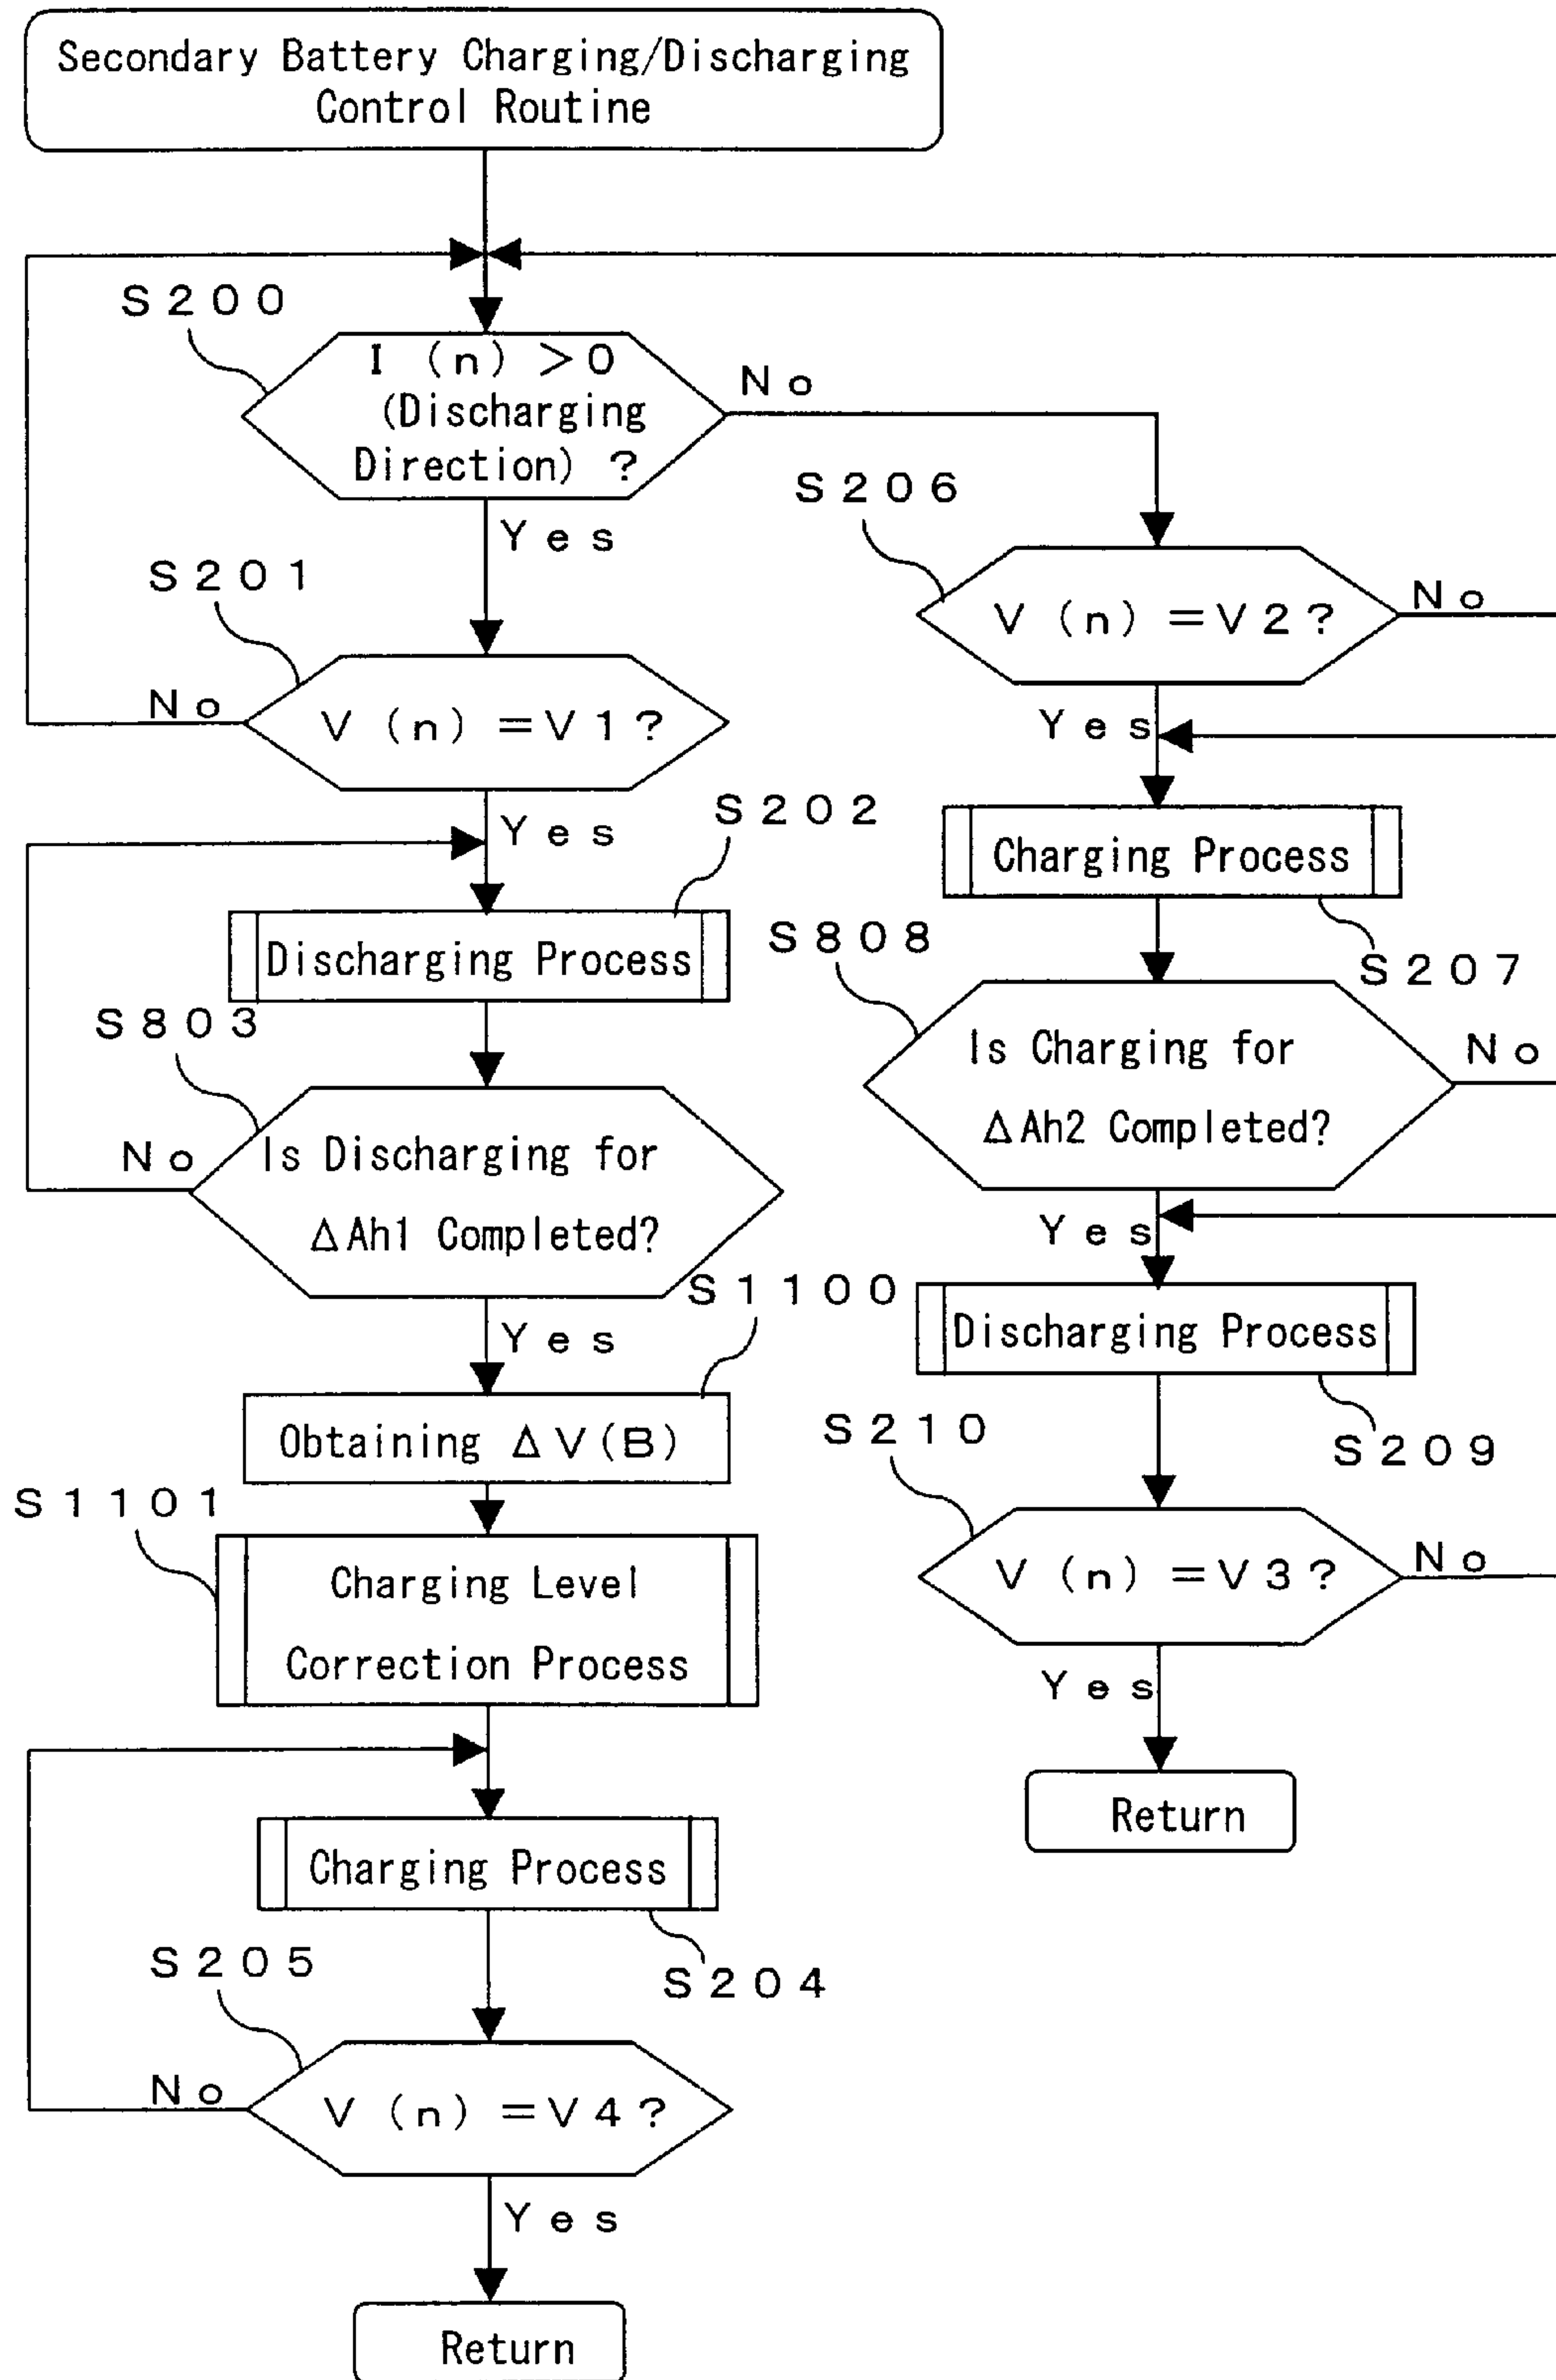 Secondary Battery Charging/Discharging
Control Routine
S200
I (n) >0
(Discharging
Direction) ?
No
Yes
S201
No
V (n) =V1?
Yes
S202
Discharging Process
S803
No
Is Discharging for
ΔAh1 Completed?
Yes
S1100
Obtaining ΔV(B)
S1101
Charging Level
Correction Process
Charging Process
S204
S205
No
V (n) =V4?
Yes
Return
S206
V (n) =V2?
No
Yes
Charging Process
S207
S808
Is Charging for
ΔAh2 Completed?
No
Yes
Discharging Process
S209
S210
V (n) =V3?
No
Yes
Return